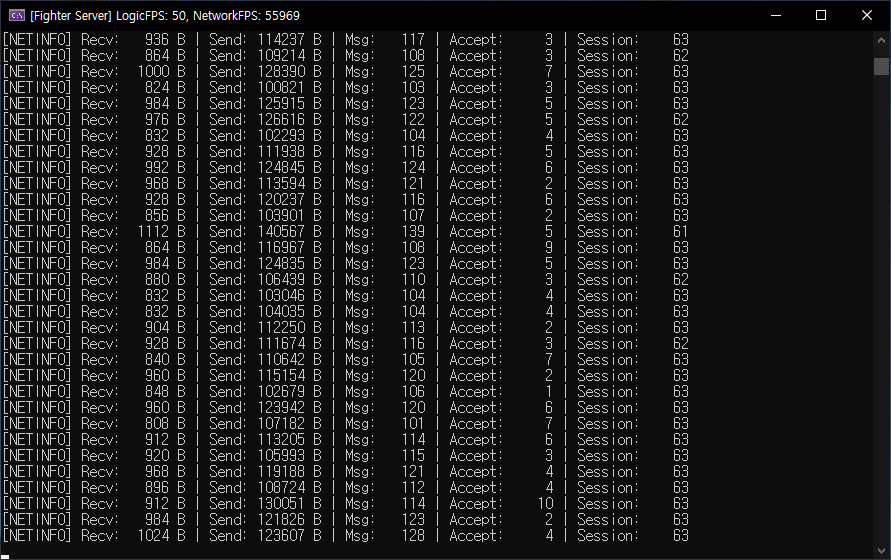 [Fighter Server] LogicFPS: 50, NetworkFPS: 55969
[NETINFO] Recv:   936 B | Send: 114237 B | Msg:   117 | Accept:     3 | Session:    63
[NETINFO] Recv:   864 B | Send: 109214 B | Msg:   108 | Accept:     3 | Session:    62
[NETINFO] Recv:  1000 B | Send: 128390 B | Msg:   125 | Accept:     7 | Session:    63
[NETINFO] Recv:   824 B | Send: 100821 B | Msg:   103 | Accept:     3 | Session:    63
[NETINFO] Recv:   984 B | Send: 125915 B | Msg:   123 | Accept:     5 | Session:    63
[NETINFO] Recv:   976 B | Send: 126616 B | Msg:   122 | Accept:     5 | Session:    62
[NETINFO] Recv:   832 B | Send: 102293 B | Msg:   104 | Accept:     4 | Session:    63
[NETINFO] Recv:   928 B | Send: 111938 B | Msg:   116 | Accept:     5 | Session:    63
[NETINFO] Recv:   992 B | Send: 124845 B | Msg:   124 | Accept:     6 | Session:    63
[NETINFO] Recv:   968 B | Send: 113594 B | Msg:   121 | Accept:     2 | Session:    63
[NETINFO] Recv:   928 B | Send: 120237 B | Msg:   116 | Accept:     6 | Session:    63
[NETINFO] Recv:   856 B | Send: 103901 B | Msg:   107 | Accept:     2 | Session:    63
[NETINFO] Recv:  1112 B | Send: 140567 B | Msg:   139 | Accept:     5 | Session:    61
[NETINFO] Recv:   864 B | Send: 116967 B | Msg:   108 | Accept:     9 | Session:    63
[NETINFO] Recv:   984 B | Send: 124835 B | Msg:   123 | Accept:     5 | Session:    63
[NETINFO] Recv:   880 B | Send: 106439 B | Msg:   110 | Accept:     3 | Session:    62
[NETINFO] Recv:   832 B | Send: 103046 B | Msg:   104 | Accept:     4 | Session:    63
[NETINFO] Recv:   832 B | Send: 104035 B | Msg:   104 | Accept:     4 | Session:    63
[NETINFO] Recv:   904 B | Send: 112250 B | Msg:   113 | Accept:     2 | Session:    63
[NETINFO] Recv:   928 B | Send: 111674 B | Msg:   116 | Accept:     3 | Session:    62
[NETINFO] Recv:   840 B | Send: 110642 B | Msg:   105 | Accept:     7 | Session:    63
[NETINFO] Recv:   960 B | Send: 115154 B | Msg:   120 | Accept:     2 | Session:    63
[NETINFO] Recv:   848 B | Send: 102679 B | Msg:   106 | Accept:     1 | Session:    63
[NETINFO] Recv:   960 B | Send: 123942 B | Msg:   120 | Accept:     6 | Session:    63
[NETINFO] Recv:   808 B | Send: 107182 B | Msg:   101 | Accept:     7 | Session:    63
[NETINFO] Recv:   912 B | Send: 113205 B | Msg:   114 | Accept:     6 | Session:    63
[NETINFO] Recv:   920 B | Send: 105993 B | Msg:   115 | Accept:     3 | Session:    63
[NETINFO] Recv:   968 B | Send: 119188 B | Msg:   121 | Accept:     4 | Session:    63
[NETINFO] Recv:   896 B | Send: 108724 B | Msg:   112 | Accept:     4 | Session:    63
[NETINFO] Recv:   912 B | Send: 130051 B | Msg:   114 | Accept:    10 | Session:    63
[NETINFO] Recv:   984 B | Send: 121826 B | Msg:   123 | Accept:     2 | Session:    63
[NETINFO] Recv:  1024 B | Send: 123607 B | Msg:   128 | Accept:     4 | Session:    63